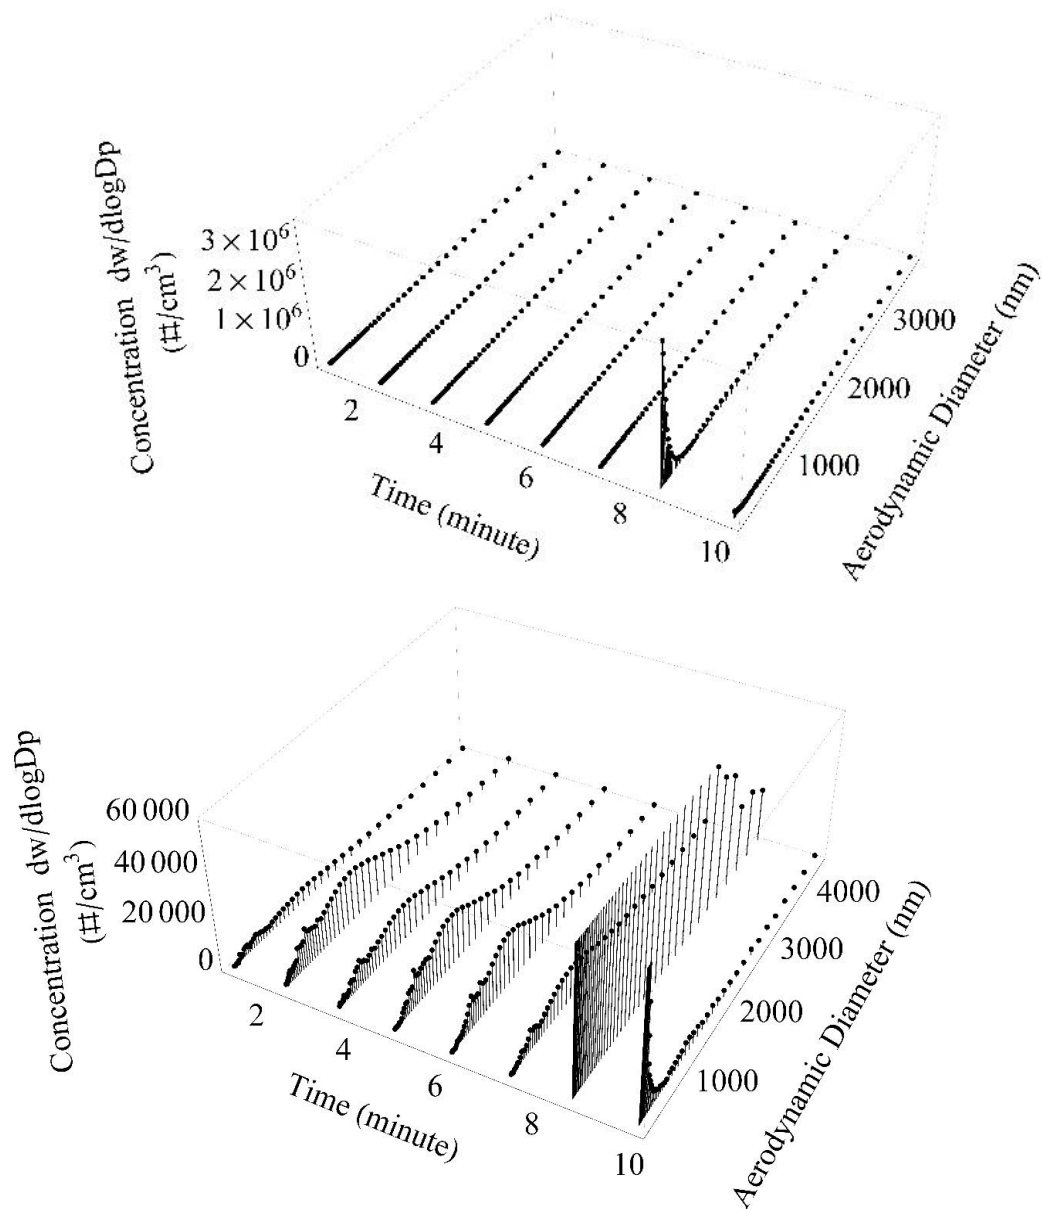 Concentration dw/dlogDp
(#/cm³)
3 × 10⁶
2 × 10⁶
1 × 10⁶
0
2
4
6
8
10
Time (minute)
1000
2000
3000
Aerodynamic Diameter (nm)
Concentration dw/dlogDp
(#/cm³)
60 000
40 000
20 000
0
2
4
6
8
10
Time (minute)
1000
2000
3000
4000
Aerodynamic Diameter (nm)